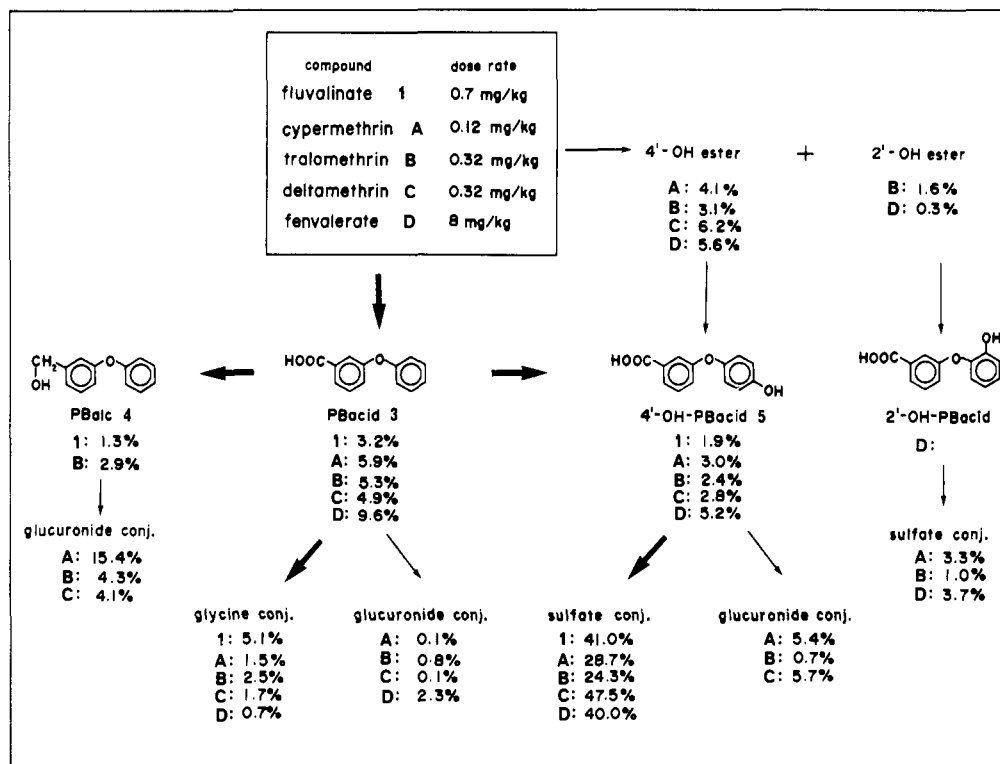 compound dose rate
fluvalinate 1 0.7 mg/kg
cypermethrin A 0.12 mg/kg
tralomethrin B 0.32 mg/kg
deltamethrin C 0.32 mg/kg
fenvalerate D 8 mg/kg
4'-OH ester + 2'-OH ester
A: 4.1%
B: 3.1%
C: 6.2%
D: 5.6%
B: 1.6%
D: 0.3%
CH2
OH
O
PBalc 4
1: 1.3%
B: 2.9%
glucuronide conj.
A: 15.4%
B: 4.3%
C: 4.1%
HOOC
O
PBacid 3
1: 3.2%
A: 5.9%
B: 5.3%
C: 4.9%
D: 9.6%
glycine conj.
1: 5.1%
A: 1.5%
B: 2.5%
C: 1.7%
D: 0.7%
glucuronide conj.
A: 0.1%
B: 0.8%
C: 0.1%
D: 2.3%
HOOC
O
OH
4'-OH-PBacid 5
1: 1.9%
A: 3.0%
B: 2.4%
C: 2.8%
D: 5.2%
sulfate conj.
1: 41.0%
A: 28.7%
B: 24.3%
C: 47.5%
D: 40.0%
glucuronide conj.
A: 5.4%
B: 0.7%
C: 5.7%
HOOC
O
OH
2'-OH-PBacid
D:
sulfate conj.
A: 3.3%
B: 1.0%
D: 3.7%